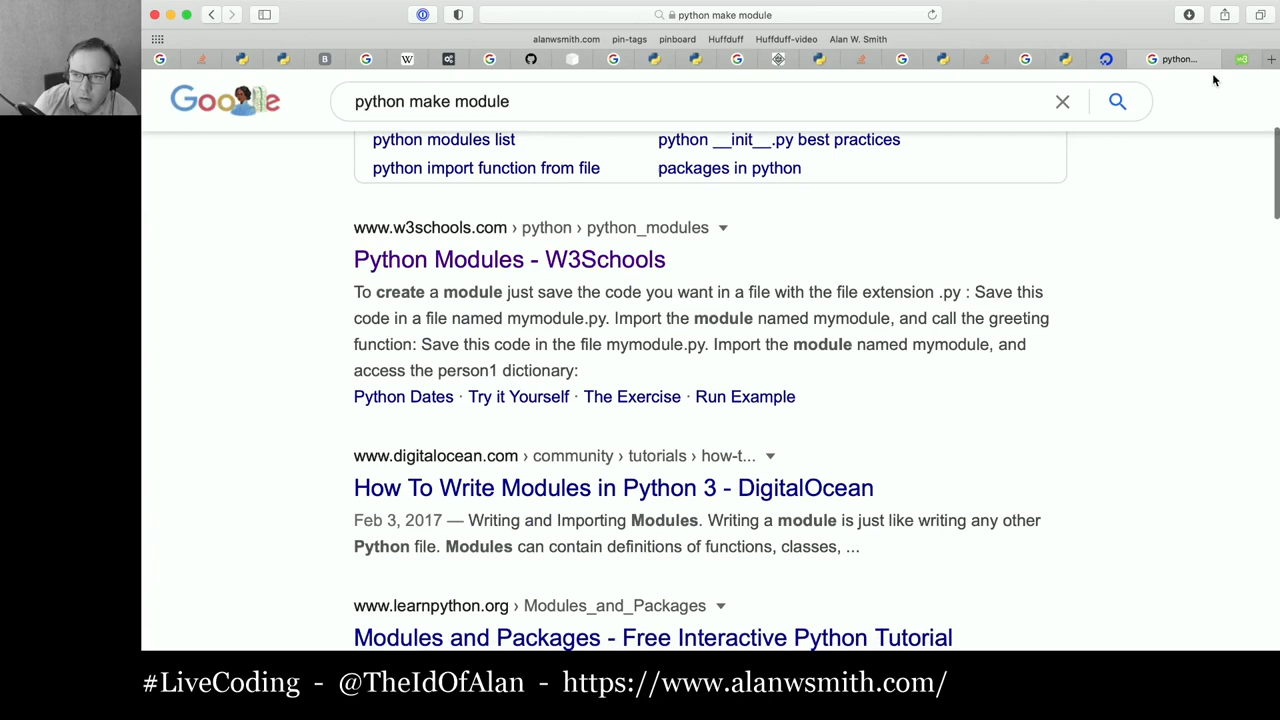 python make module
alanwsmith.com pin-tags pinboard Huffduff Huffduff-video Alan W. Smith
python...
Google
python make module
python modules list
python __init__.py best practices
python import function from file
packages in python
www.w3schools.com › python › python_modules
Python Modules - W3Schools
To create a module just save the code you want in a file with the file extension .py : Save this
code in a file named mymodule.py. Import the module named mymodule, and call the greeting
function: Save this code in the file mymodule.py. Import the module named mymodule, and
access the person1 dictionary:
Python Dates · Try it Yourself · The Exercise · Run Example
www.digitalocean.com › community › tutorials › how-t...
How To Write Modules in Python 3 - DigitalOcean
Feb 3, 2017 — Writing and Importing Modules. Writing a module is just like writing any other
Python file. Modules can contain definitions of functions, classes, ...
www.learnpython.org › Modules_and_Packages
Modules and Packages - Free Interactive Python Tutorial
#LiveCoding - @TheIdOfAlan - https://www.alanwsmith.com/